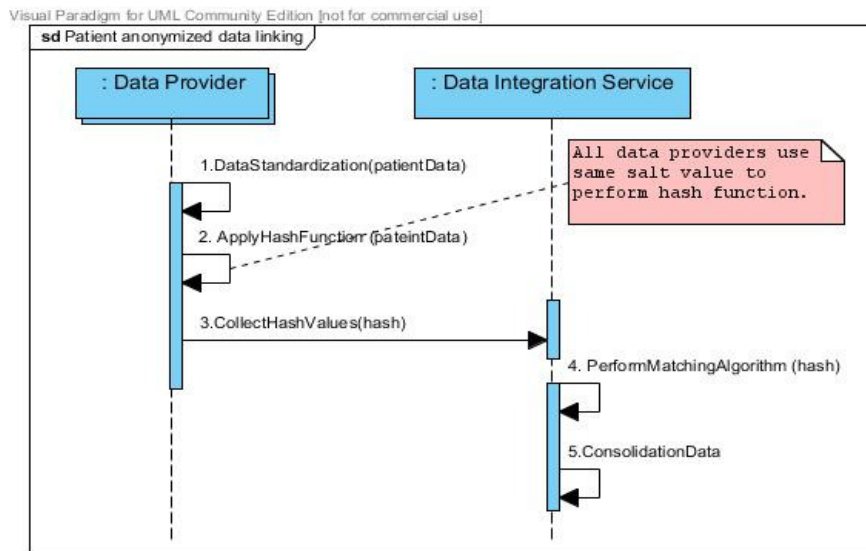 Visual Paradigm for UML Community Edition [not for commercial use]
sd Patient anonymized data linking
: Data Provider
: Data Integration Service
All data providers use
same salt value to
perform hash function.
1.DataStandardization(patientData)
2. ApplyHashFunction (pateintData)
3.CollectHashValues(hash)
4. PerformMatchingAlgorithm (hash)
5.ConsolidationData